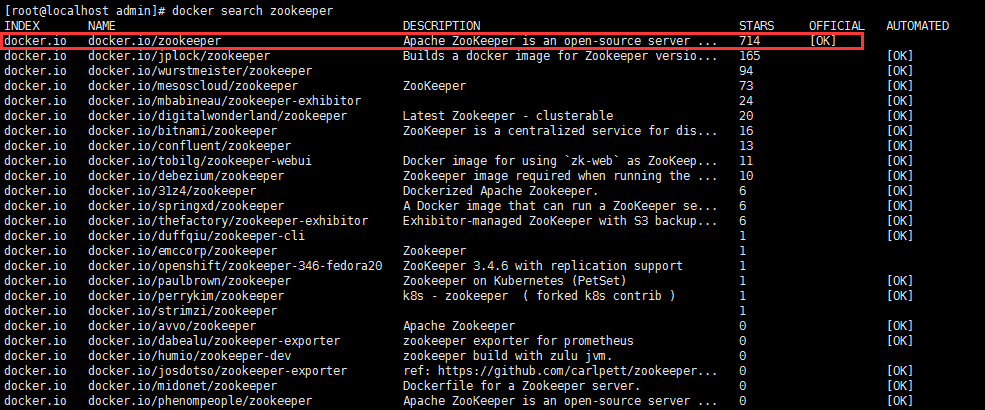 [root@localhost admin]# docker search zookeeper
INDEX NAME DESCRIPTION STARS OFFICIAL AUTOMATED
docker.io docker.io/zookeeper Apache ZooKeeper is an open-source server ... 714 [OK]
docker.io docker.io/jplock/zookeeper Builds a docker image for Zookeeper versio... 165 [OK]
docker.io docker.io/wurstmeister/zookeeper 94 [OK]
docker.io docker.io/mesoscloud/zookeeper ZooKeeper 73 [OK]
docker.io docker.io/mbabineau/zookeeper-exhibitor 24 [OK]
docker.io docker.io/digitalwonderland/zookeeper Latest Zookeeper - clusterable 20 [OK]
docker.io docker.io/bitnami/zookeeper ZooKeeper is a centralized service for dis... 16 [OK]
docker.io docker.io/confluent/zookeeper 13 [OK]
docker.io docker.io/tobilg/zookeeper-webui Docker image for using `zk-web` as ZooKeep... 11 [OK]
docker.io docker.io/debezium/zookeeper Zookeeper image required when running the ... 10 [OK]
docker.io docker.io/31z4/zookeeper Dockerized Apache Zookeeper. 6 [OK]
docker.io docker.io/springxd/zookeeper A Docker image that can run a ZooKeeper se... 6 [OK]
docker.io docker.io/thefactory/zookeeper-exhibitor Exhibitor-managed ZooKeeper with S3 backup... 6 [OK]
docker.io docker.io/duffqiu/zookeeper-cli 1 [OK]
docker.io docker.io/emccorp/zookeeper Zookeeper 1
docker.io docker.io/openshift/zookeeper-346-fedora20 ZooKeeper 3.4.6 with replication support 1
docker.io docker.io/paulbrown/zookeeper Zookeeper on Kubernetes (PetSet) 1 [OK]
docker.io docker.io/perrykim/zookeeper k8s - zookeeper ( forked k8s contrib ) 1 [OK]
docker.io docker.io/strimzi/zookeeper 1
docker.io docker.io/avvo/zookeeper Apache Zookeeper 0 [OK]
docker.io docker.io/dabealu/zookeeper-exporter zookeeper exporter for prometheus 0 [OK]
docker.io docker.io/humio/zookeeper-dev zookeeper build with zulu jvm. 0
docker.io docker.io/josdotso/zookeeper-exporter ref: https://github.com/carlpett/zookeeper... 0 [OK]
docker.io docker.io/midonet/zookeeper Dockerfile for a Zookeeper server. 0 [OK]
docker.io docker.io/phenompeople/zookeeper Apache ZooKeeper is an open-source server ... 0 [OK]